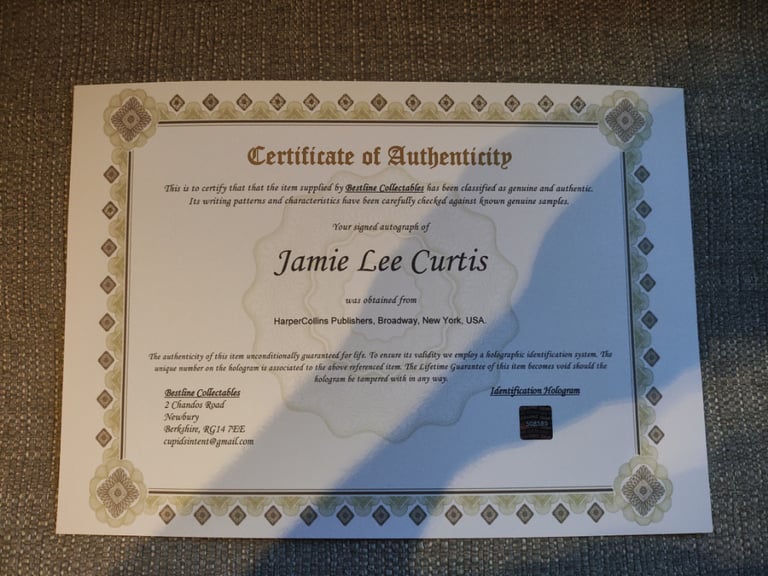 Certificate of Authenticity
This is to certify that that the item supplied by Bestline Collectables has been classified as genuine and authentic.
Its writing patterns and characteristics have been carefully checked against known genuine samples.
Your signed autograph of
Jamie Lee Curtis
was obtained from
HarperCollins Publishers, Broadway, New York, USA.
The authenticity of this item unconditionally guaranteed for life. To ensure its validity we employ a holographic identification system. The
unique number on the hologram is associated to the above referenced item. The Lifetime Guarantee of this item becomes void should the
hologram be tampered with in any way.
Bestline Collectables
2 Chandos Road
Newbury
Berkshire, RG14 7EE
cupidsintent@gmail.com
Identification Hologram